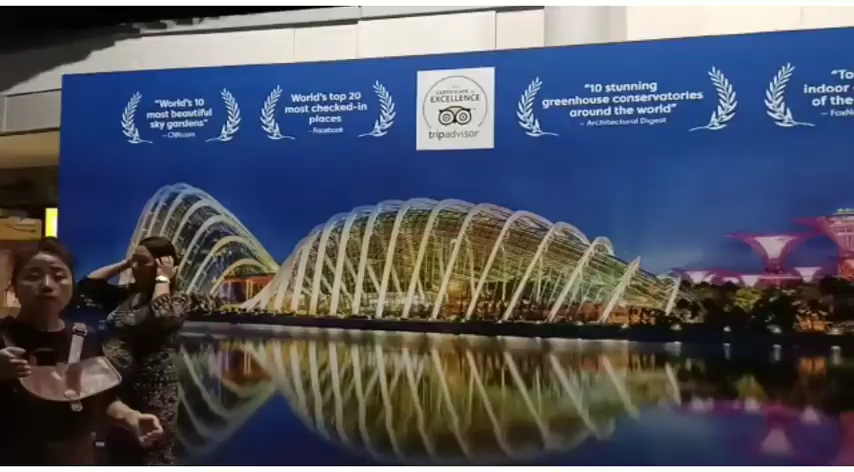 "World's 10
most beautiful
sky gardens"
– CNN.com
World's top 20
most checked-in
places
– Facebook
CERTIFICATE of
EXCELLENCE
tripadvisor
"10 stunning
greenhouse conservatories
around the world"
– Architectural Digest
"To
indoor
of the
– FoxNe